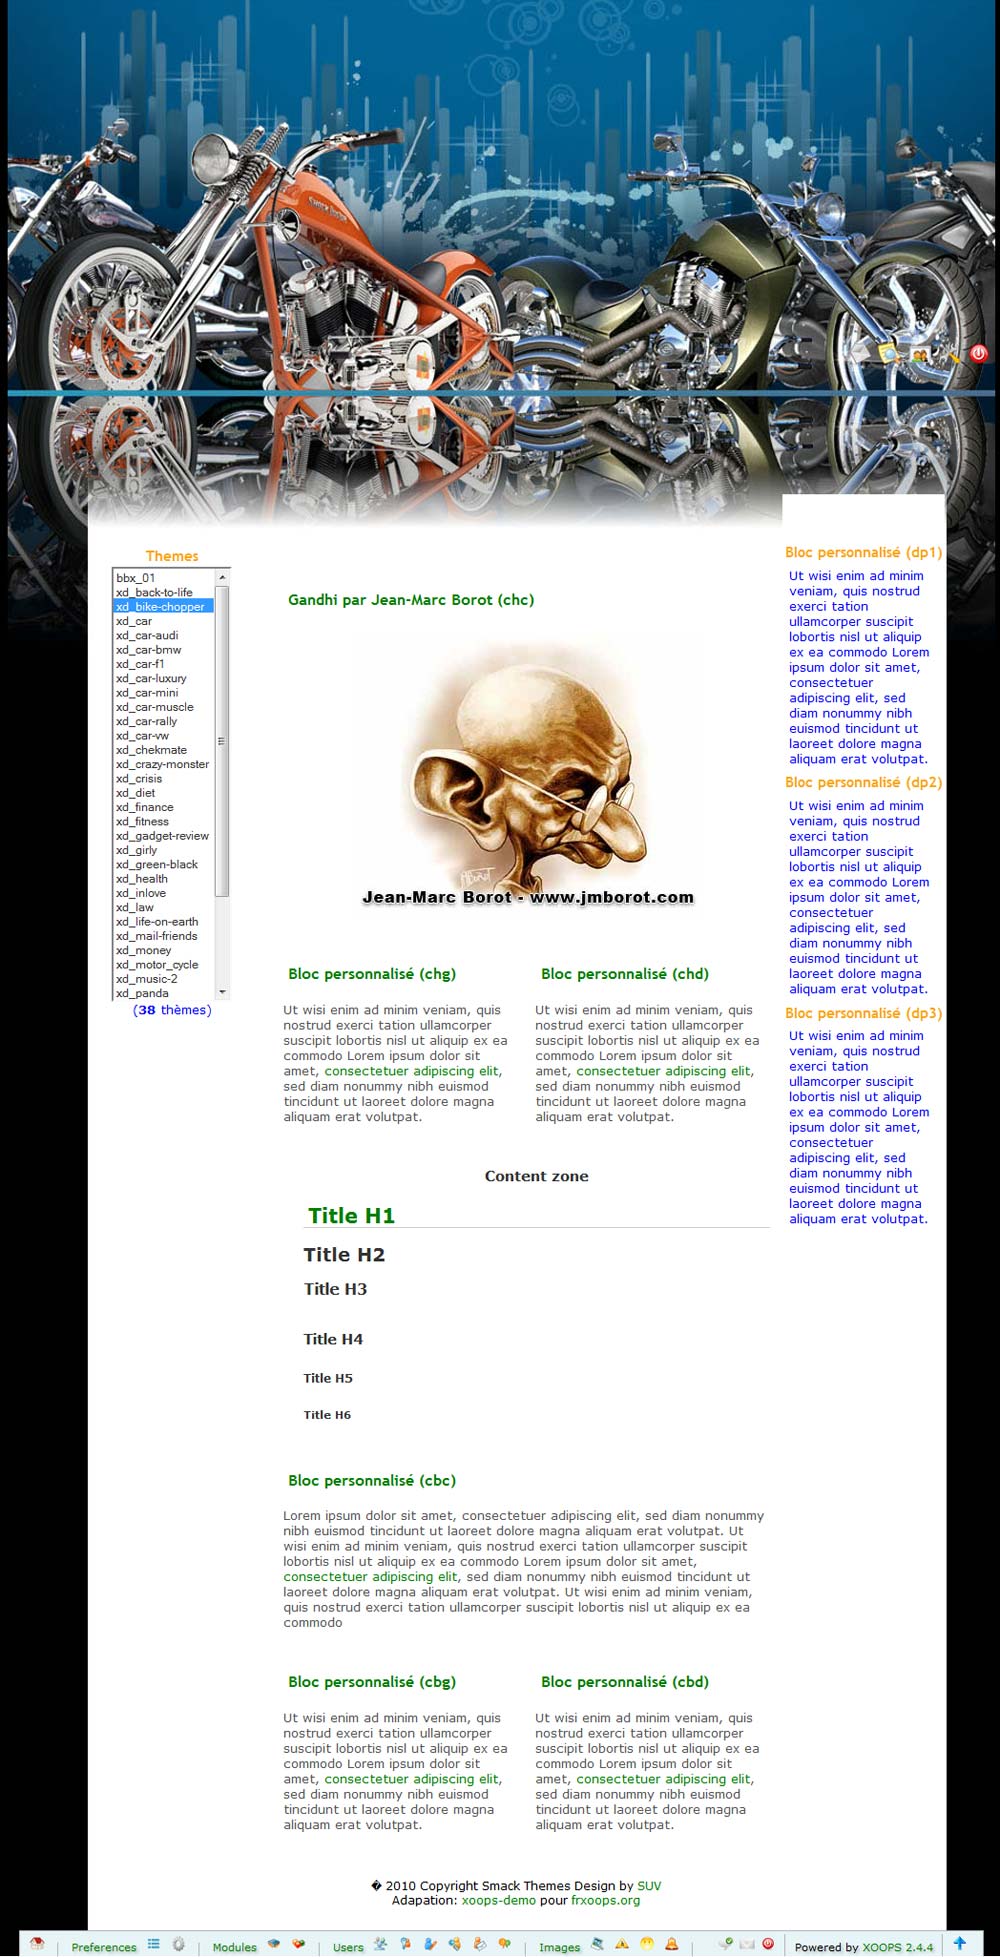 Themes
bbx_01
xd_back-to-life
xd_bike-chopper
xd_car
xd_car-audi
xd_car-bmw
xd_car-f1
xd_car-luxury
xd_car-mini
xd_car-muscle
xd_car-rally
xd_car-vw
xd_chekmate
xd_crazy-monster
xd_crisis
xd_diet
xd_finance
xd_fitness
xd_gadget-review
xd_girly
xd_green-black
xd_health
xd_inlove
xd_law
xd_life-on-earth
xd_mail-friends
xd_money
xd_motor_cycle
xd_music-2
xd_panda
(38 thèmes)
Gandhi par Jean-Marc Borot (chc)
Jean-Marc Borot - www.jmborot.com
Bloc personnalisé (chg)
Ut wisi enim ad minim veniam, quis
nostrud exerci tation ullamcorper
suscipit lobortis nisl ut aliquip ex ea
commodo Lorem ipsum dolor sit
amet, consectetuer adipiscing elit,
sed diam nonummy nibh euismod
tincidunt ut laoreet dolore magna
aliquam erat volutpat.
Bloc personnalisé (chd)
Ut wisi enim ad minim veniam, quis
nostrud exerci tation ullamcorper
suscipit lobortis nisl ut aliquip ex ea
commodo Lorem ipsum dolor sit
amet, consectetuer adipiscing elit,
sed diam nonummy nibh euismod
tincidunt ut laoreet dolore magna
aliquam erat volutpat.
Content zone
Title H1
Title H2
Title H3
Title H4
Title H5
Title H6
Bloc personnalisé (cbc)
Lorem ipsum dolor sit amet, consectetuer adipiscing elit, sed diam nonummy
nibh euismod tincidunt ut laoreet dolore magna aliquam erat volutpat. Ut
wisi enim ad minim veniam, quis nostrud exerci tation ullamcorper suscipit
lobortis nisl ut aliquip ex ea commodo Lorem ipsum dolor sit amet,
consectetuer adipiscing elit, sed diam nonummy nibh euismod tincidunt ut
laoreet dolore magna aliquam erat volutpat. Ut wisi enim ad minim veniam,
quis nostrud exerci tation ullamcorper suscipit lobortis nisl ut aliquip ex ea
commodo
Bloc personnalisé (cbg)
Ut wisi enim ad minim veniam, quis
nostrud exerci tation ullamcorper
suscipit lobortis nisl ut aliquip ex ea
commodo Lorem ipsum dolor sit
amet, consectetuer adipiscing elit,
sed diam nonummy nibh euismod
tincidunt ut laoreet dolore magna
aliquam erat volutpat.
Bloc personnalisé (cbd)
Ut wisi enim ad minim veniam, quis
nostrud exerci tation ullamcorper
suscipit lobortis nisl ut aliquip ex ea
commodo Lorem ipsum dolor sit
amet, consectetuer adipiscing elit,
sed diam nonummy nibh euismod
tincidunt ut laoreet dolore magna
aliquam erat volutpat.
Bloc personnalisé (dp1)
Ut wisi enim ad minim
veniam, quis nostrud
exerci tation
ullamcorper suscipit
lobortis nisl ut aliquip
ex ea commodo Lorem
ipsum dolor sit amet,
consectetuer
adipiscing elit, sed
diam nonummy nibh
euismod tincidunt ut
laoreet dolore magna
aliquam erat volutpat.
Bloc personnalisé (dp2)
Ut wisi enim ad minim
veniam, quis nostrud
exerci tation
ullamcorper suscipit
lobortis nisl ut aliquip
ex ea commodo Lorem
ipsum dolor sit amet,
consectetuer
adipiscing elit, sed
diam nonummy nibh
euismod tincidunt ut
laoreet dolore magna
aliquam erat volutpat.
Bloc personnalisé (dp3)
Ut wisi enim ad minim
veniam, quis nostrud
exerci tation
ullamcorper suscipit
lobortis nisl ut aliquip
ex ea commodo Lorem
ipsum dolor sit amet,
consectetuer
adipiscing elit, sed
diam nonummy nibh
euismod tincidunt ut
laoreet dolore magna
aliquam erat volutpat.
� 2010 Copyright Smack Themes Design by SUV
Adapation: xoops-demo pour frxoops.org
Preferences | Modules | Users | Images | Powered by XOOPS 2.4.4